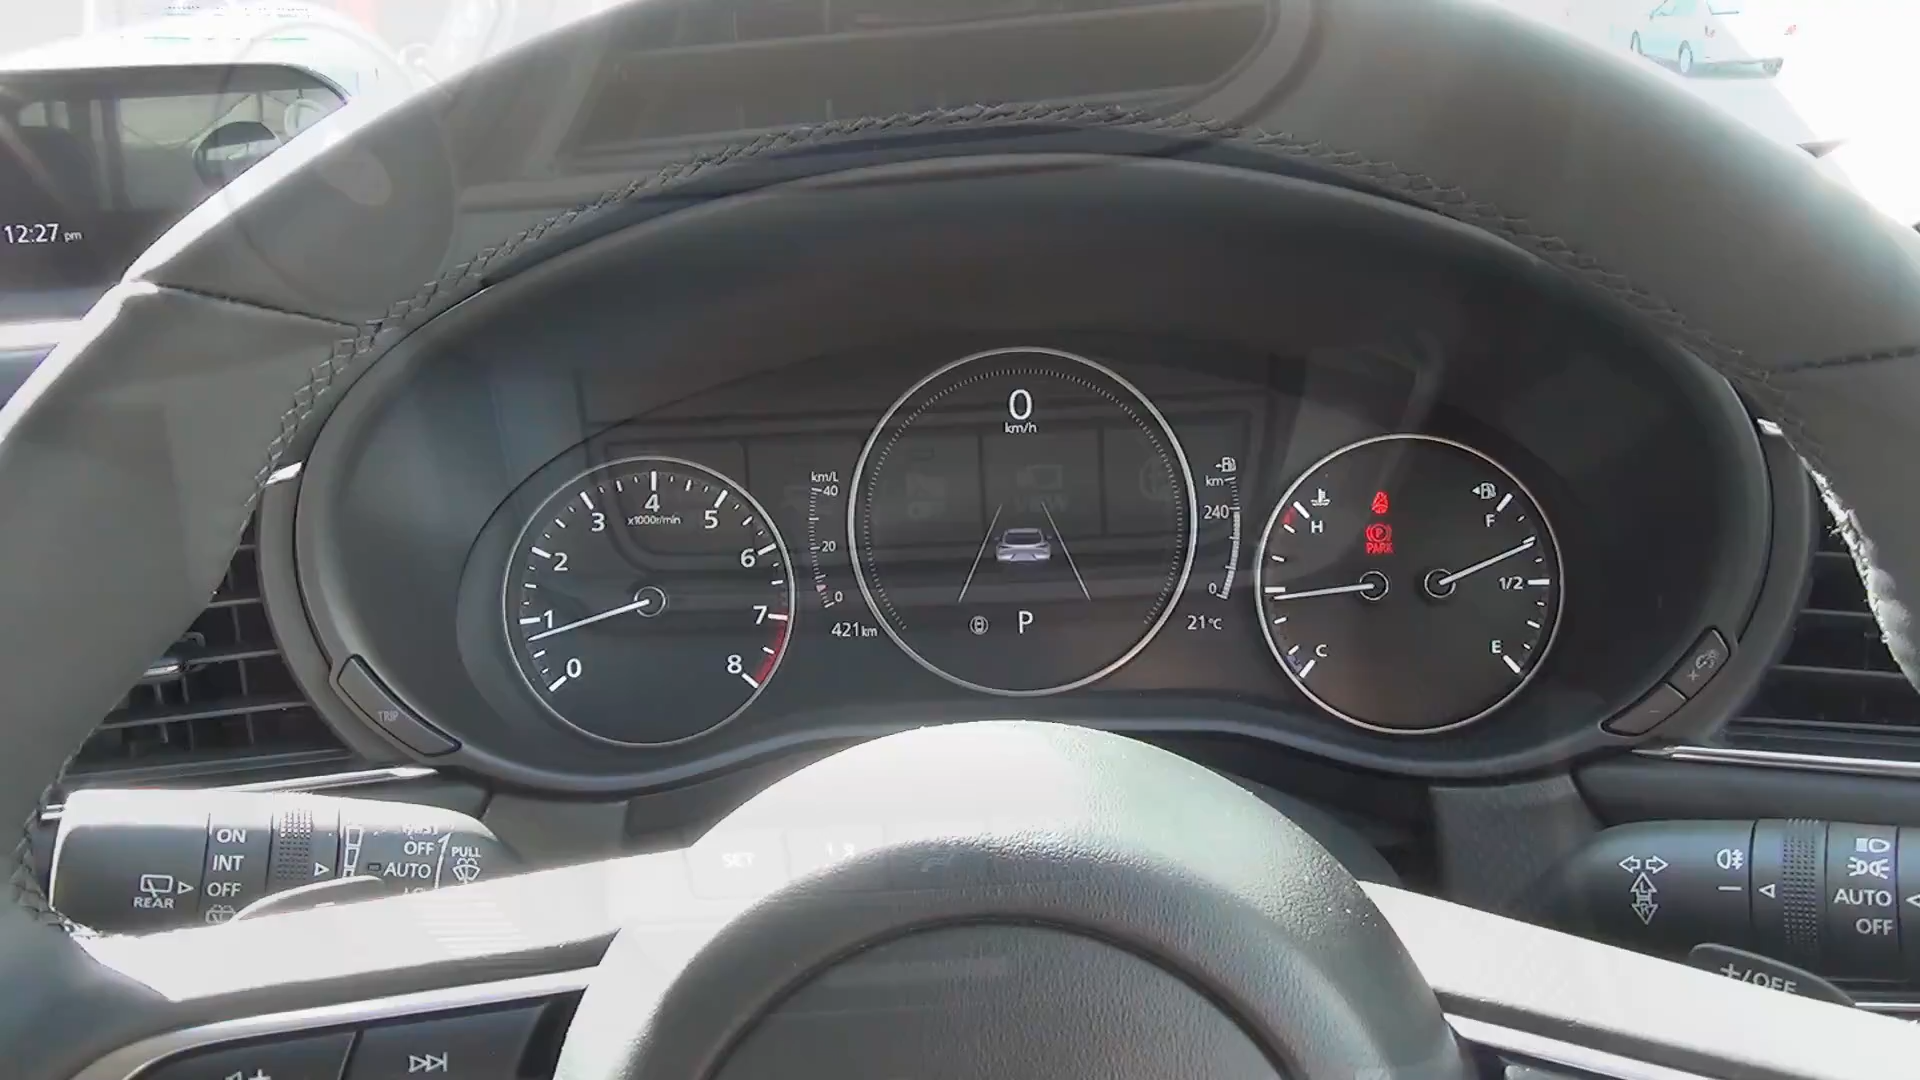 12:27 pm
0
km/h
0
1
2
3
4
x1000r/min
5
6
7
8
km/L
40
20
0
421km
P
km
240
0
21°C
H
C
P
PARK
F
1/2
E
TRIP
ON
INT
OFF
REAR
OFF
AUTO
PULL
SET
L
R
AUTO
OFF
+/OFF
+